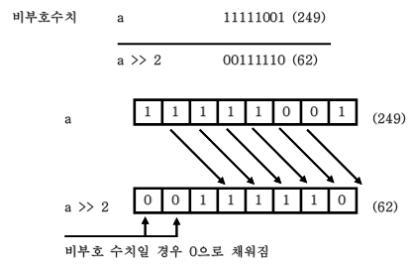 비부호수치 a 11111001 (249)
a >> 2 00111110 (62)
a 1 1 1 1 1 0 0 1 (249)
a >> 2 0 0 1 1 1 1 1 0 (62)
비부호 수치일 경우 0으로 채워짐